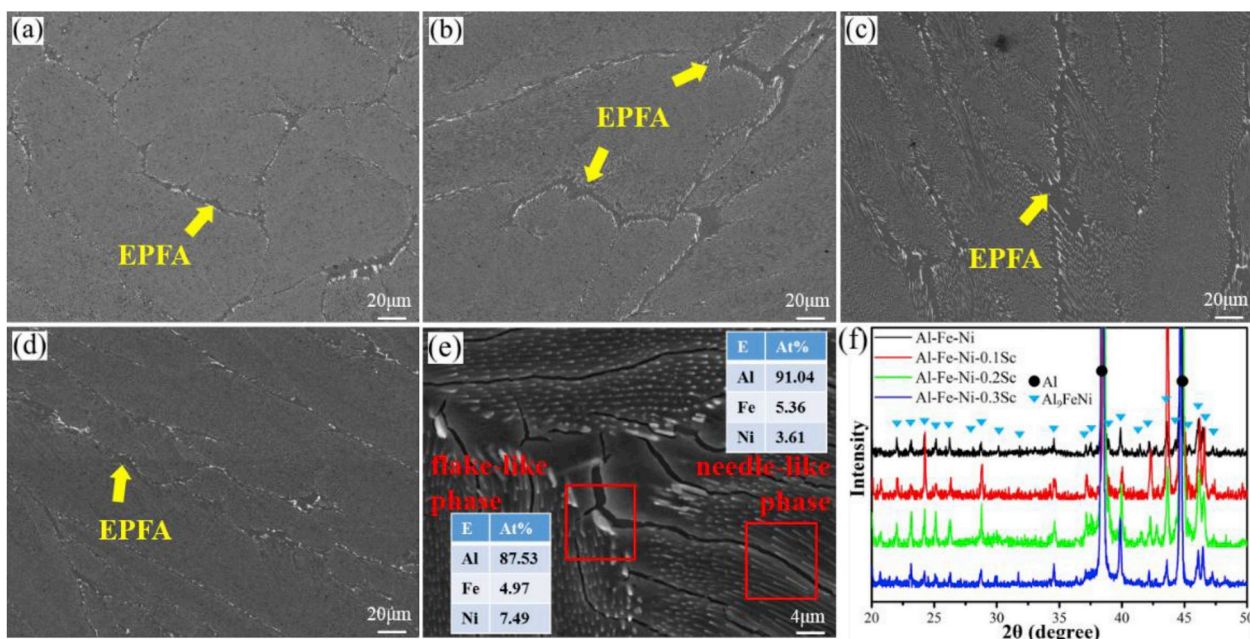 (a)
EPFA
20μm
(b)
EPFA
20μm
(c)
EPFA
20μm
(d)
EPFA
20μm
(e)
E At%
Al 91.04
Fe 5.36
Ni 3.61
flake-like
phase
needle-like
phase
E At%
Al 87.53
Fe 4.97
Ni 7.49
4μm
(f)
Al-Fe-Ni
Al-Fe-Ni-0.1Sc
Al-Fe-Ni-0.2Sc
Al-Fe-Ni-0.3Sc
Al
Al₉FeNi
Intensity
20 25 30 35 40 45 50
2θ (degree)